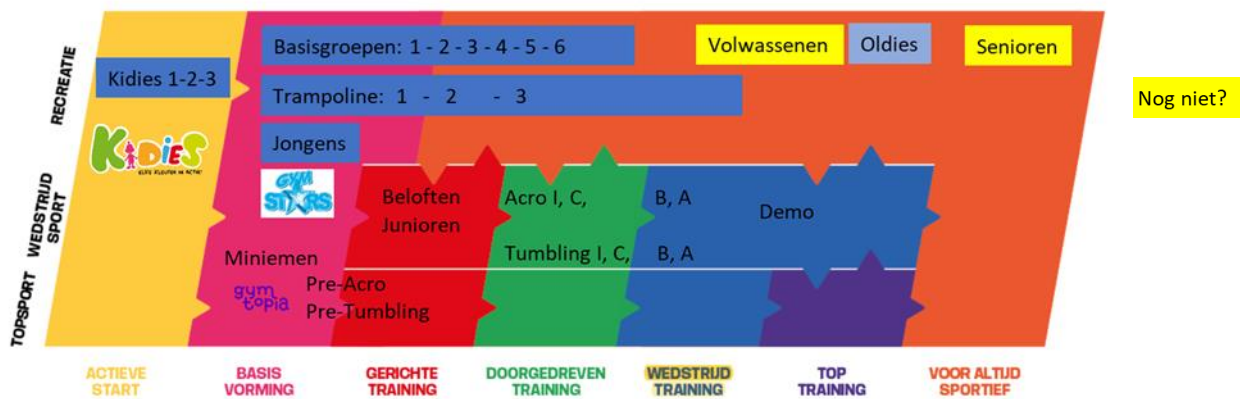 RECREATIE
WEDSTRIJD
SPORT
TOPSPORT
Kidies 1-2-3
KiDieS
Basisgroepen: 1 - 2 - 3 - 4 - 5 - 6
Volwassenen
Oldies
Senioren
Trampoline: 1 - 2 - 3
Nog niet?
Jongens
GYM
STARS
Beloften
Junioren
Acro I, C,
B, A
Demo
Miniemen
Tumbling I, C,
B, A
gym
topia
Pre-Acro
Pre-Tumbling
ACTIEVE
START
BASIS
VORMING
GERICHTE
TRAINING
DOORGEDREVEN
TRAINING
WEDSTRIJD
TRAINING
TOP
TRAINING
VOOR ALTIJD
SPORTIEF